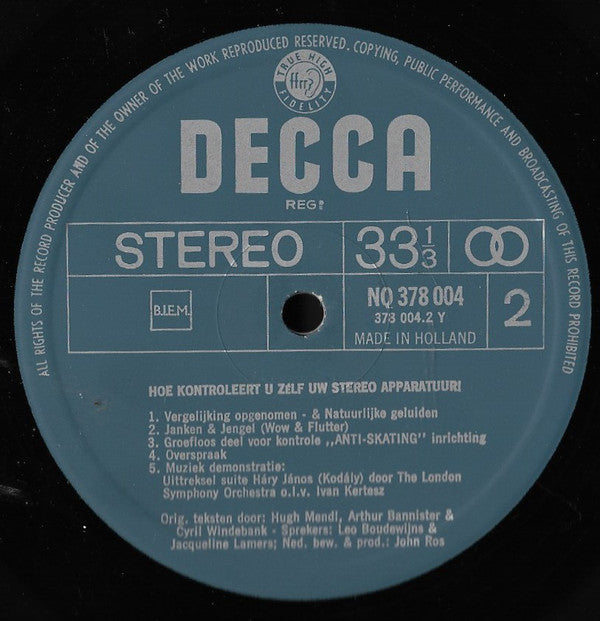 ALL RIGHTS OF THE RECORD PRODUCER AND OF THE OWNER OF THE WORK REPRODUCED RESERVED. COPYING, PUBLIC PERFORMANCE AND BROADCASTING OF THIS RECORD PROHIBITED
TRUE HIGH
ffrr
FIDELITY
DECCA
REGD
STEREO
33 1/3
B.I.E.M.
NQ 378 004
378 004.2 Y
MADE IN HOLLAND
2
HOE KONTROLEERT U ZELF UW STEREO APPARATUUR!
1. Vergelijking opgenomen - & Natuurlijke geluiden
2. Janken & Jengel (Wow & Flutter)
3. Groefloos deel voor kontrole „ANTI-SKATING" inrichting
4. Overspraak
5. Muziek demonstratie:
Uittreksel suite Háry János (Kodály) door The London
Symphony Orchestra o.l.v. Ivan Kertesz
Orig. teksten door: Hugh Mendl, Arthur Bannister &
Cyril Windebank - Sprekers: Leo Boudewijns &
Jacqueline Lamers; Ned. bew. & prod.: John Ros